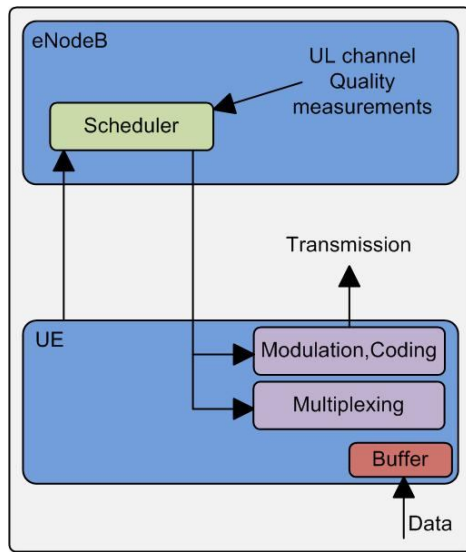 eNodeB
UL channel
Quality
measurements
Scheduler
Transmission
UE
Modulation,Coding
Multiplexing
Buffer
Data